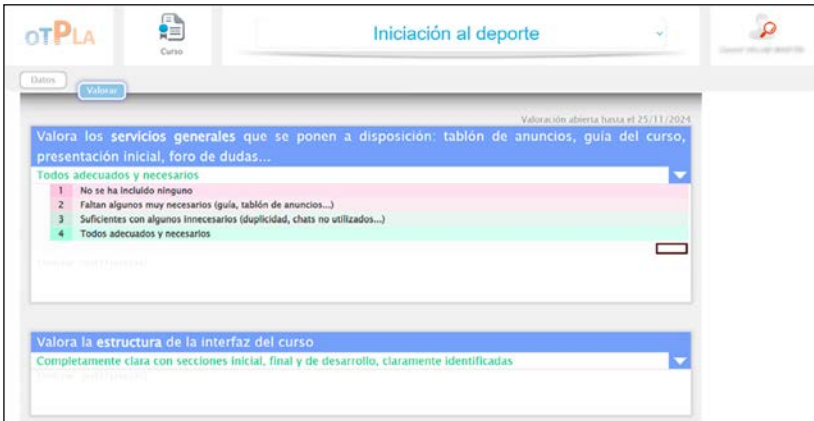 OTPLA
Curso
Iniciación al deporte
Datos
Valorar
Valoración abierta hasta el 25/11/2024
Valora los servicios generales que se ponen a disposición: tablón de anuncios, guía del curso,
presentación inicial, foro de dudas...
Todos adecuados y necesarios
1 No se ha incluido ninguno
2 Faltan algunos muy necesarios (guía, tablón de anuncios...)
3 Suficientes con algunos innecesarios (duplicidad, chats no utilizados...)
4 Todos adecuados y necesarios
Valora la estructura de la interfaz del curso
Completamente clara con secciones inicial, final y de desarrollo, claramente identificadas